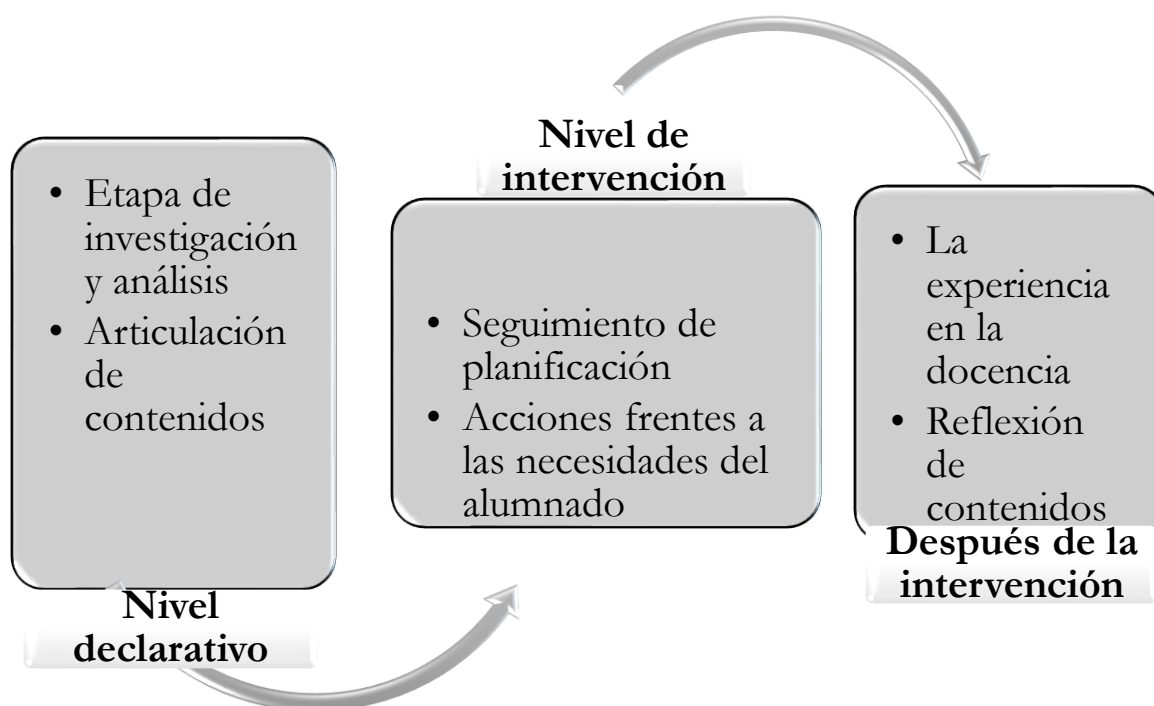 • Etapa de
investigación
y análisis
• Articulación
de
contenidos
Nivel
declarativo
Nivel de
intervención
• Seguimiento de
planificación
• Acciones frentes a
las necesidades del
alumnado
• La
experiencia
en la
docencia
• Reflexión
de
contenidos
Después de la
intervención